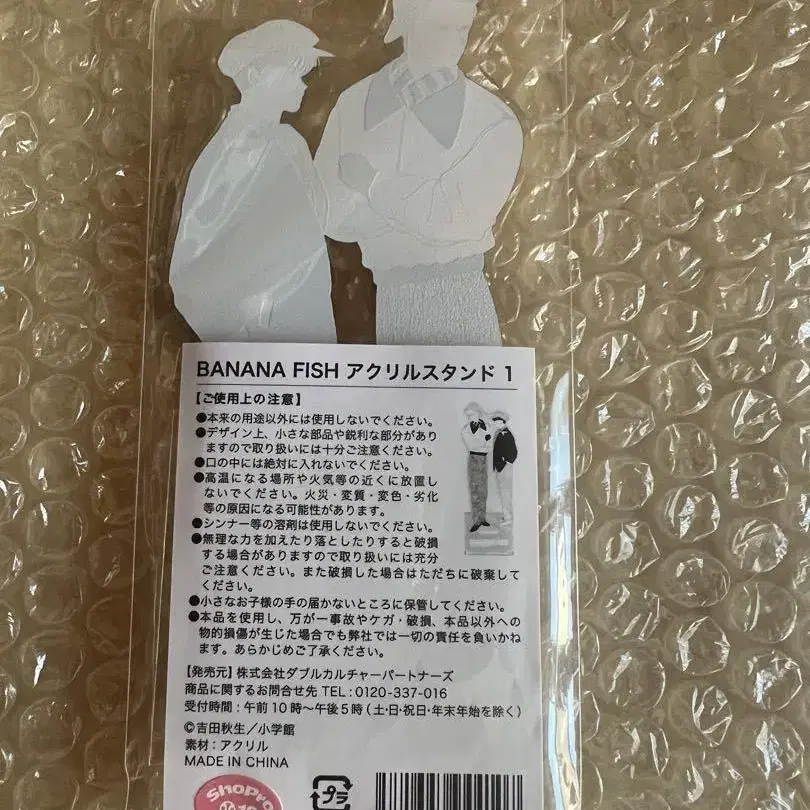 BANANA FISH アクリルスタンド 1
【ご使用上の注意】
●本来の用途以外には使用しないでください。
●デザイン上、小さな部品や鋭利な部分があり
ますので取り扱いには十分ご注意ください。
●口の中には絶対に入れないでください。
●高温になる場所や火気等の近くに放置し
ないでください。火災・変質・変色・劣化
等の原因になる可能性があります。
●シンナー等の溶剤は使用しないでください。
●無理な力を加えたり落としたりすると破損
する場合がありますので取り扱いには充分
ご注意ください。また破損した場合はただちに破棄して
ください。
●小さなお子様の手の届かないところに保管してください。
●本品を使用し、万が一事故やケガ・破損、本品以外への
物的損傷が生じた場合でも弊社では一切の責任を負いかね
ます。あらかじめご了承ください。
【発売元】株式会社ダブルカルチャーパートナーズ
商品に関するお問合せ先 TEL:0120-337-016
受付時間:午前10時〜午後5時(土・日・祝日・年末年始を除く)
©吉田秋生/小学館
素材:アクリル
MADE IN CHINA
ShoPro
プラ